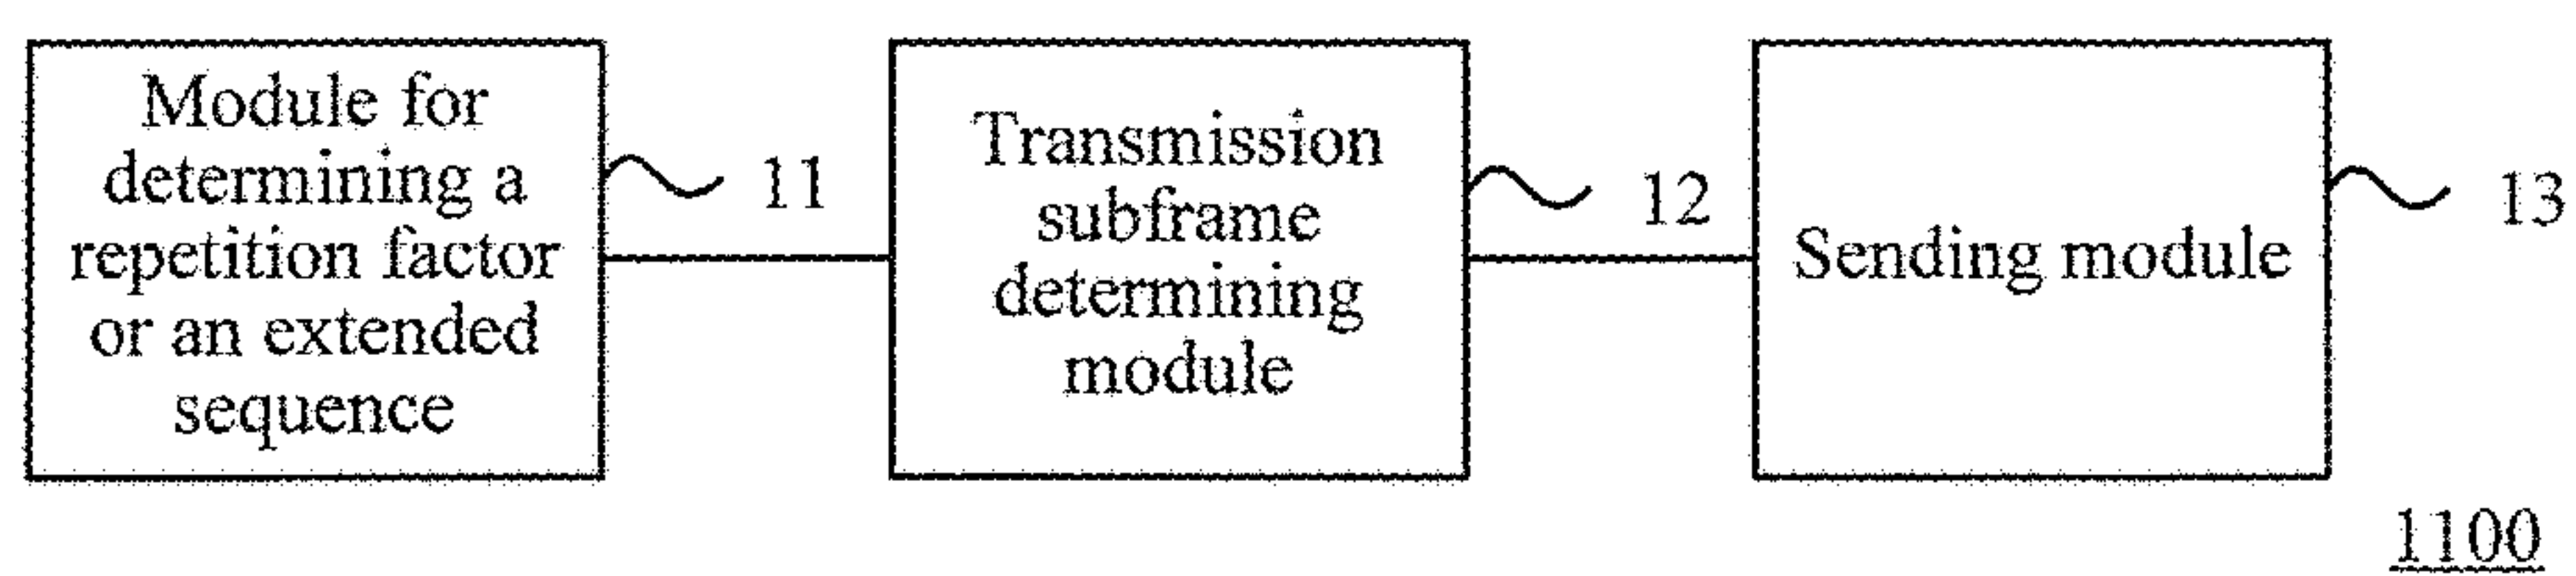 Module for
determining a
repetition factor
or an extended
sequence
11
Transmission
subframe
determining
module
12
Sending module
13
1100